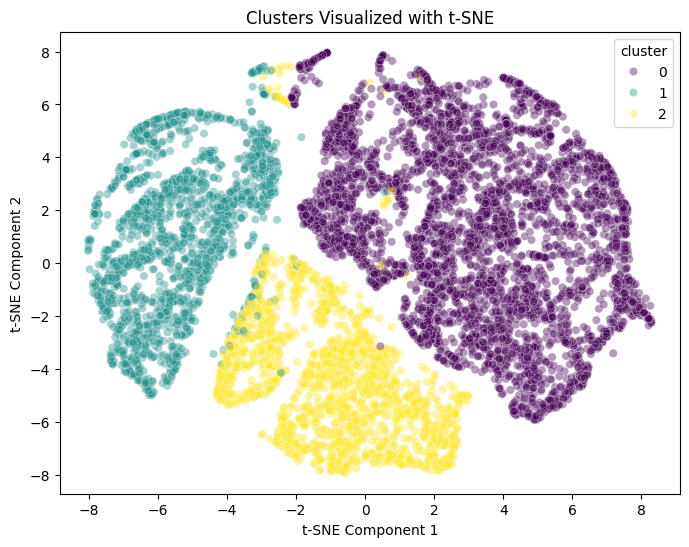 Clusters Visualized with t-SNE
cluster
0
1
2
8
6
4
2
0
−2
−4
−6
−8
t-SNE Component 2
−8 −6 −4 −2 0 2 4 6 8
t-SNE Component 1